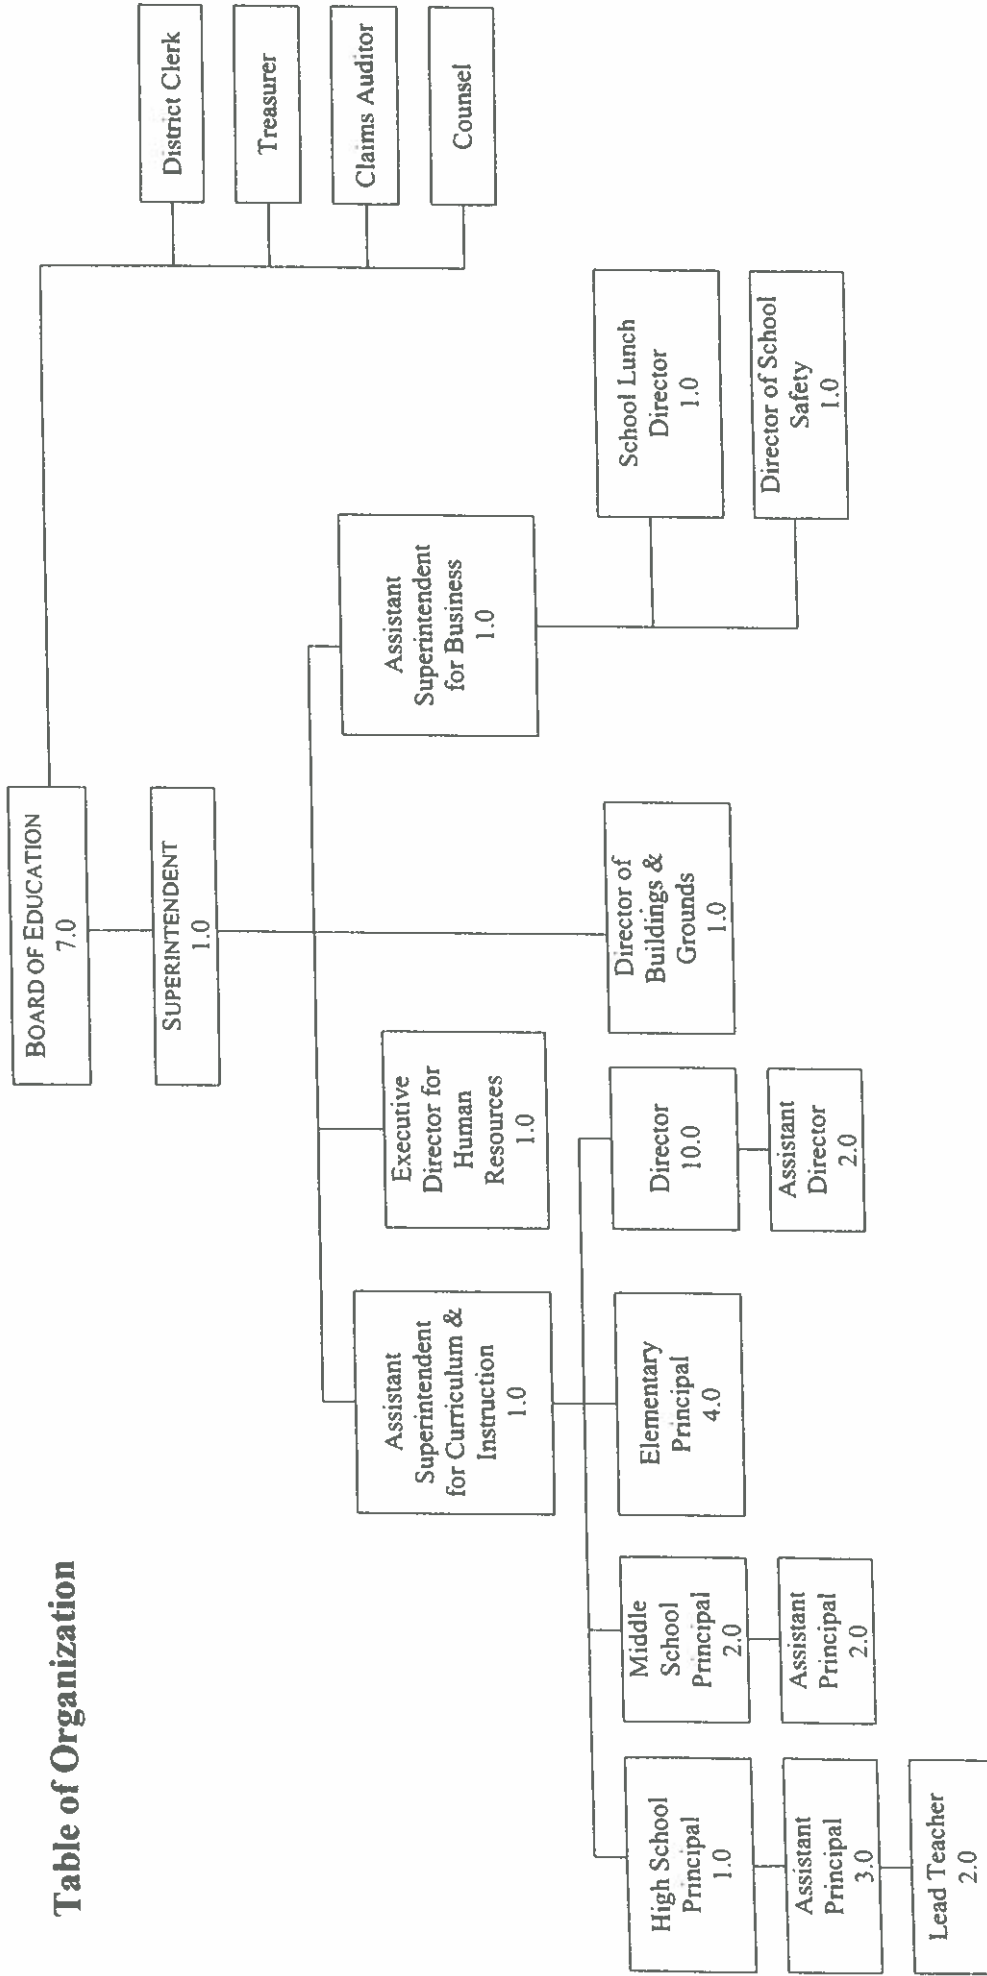 Table of Organization
BOARD OF EDUCATION
7.0
SUPERINTENDENT
1.0
District Clerk
Treasurer
Claims Auditor
Counsel
Assistant
Superintendent
for Curriculum &
Instruction
1.0
Executive
Director for
Human
Resources
1.0
Director of
Buildings &
Grounds
1.0
Assistant
Superintendent
for Business
1.0
High School
Principal
1.0
Assistant
Principal
3.0
Lead Teacher
2.0
Middle
School
Principal
2.0
Assistant
Principal
2.0
Elementary
Principal
4.0
Director
10.0
Assistant
Director
2.0
School Lunch
Director
1.0
Director of School
Safety
1.0